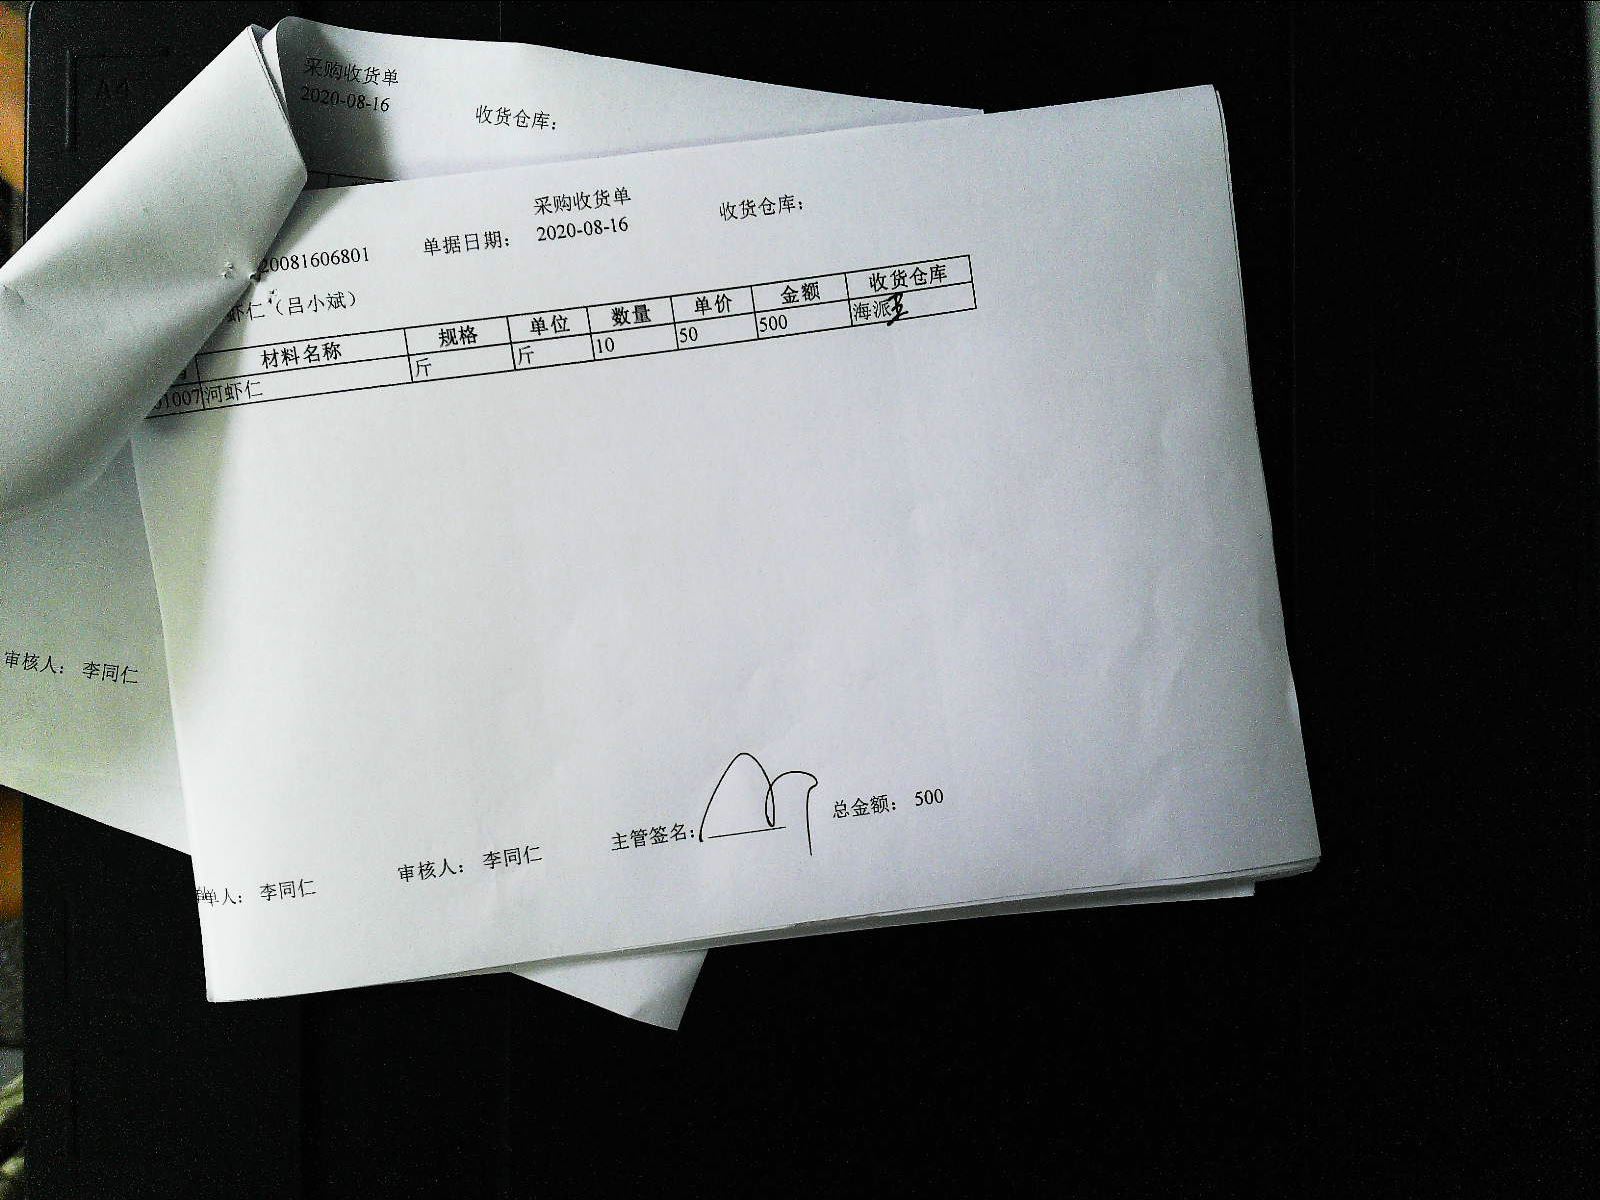 采购收货单
2020-08-16
收货仓库：
采购收货单
20081606801 单据日期： 2020-08-16 收货仓库：
虾仁（吕小斌）
材料名称 规格 单位 数量 单价 金额 收货仓库
01007 河虾仁 斤 斤 10 50 500 海派
审核人： 李同仁
主管签名： 总金额： 500
单人： 李同仁 审核人： 李同仁